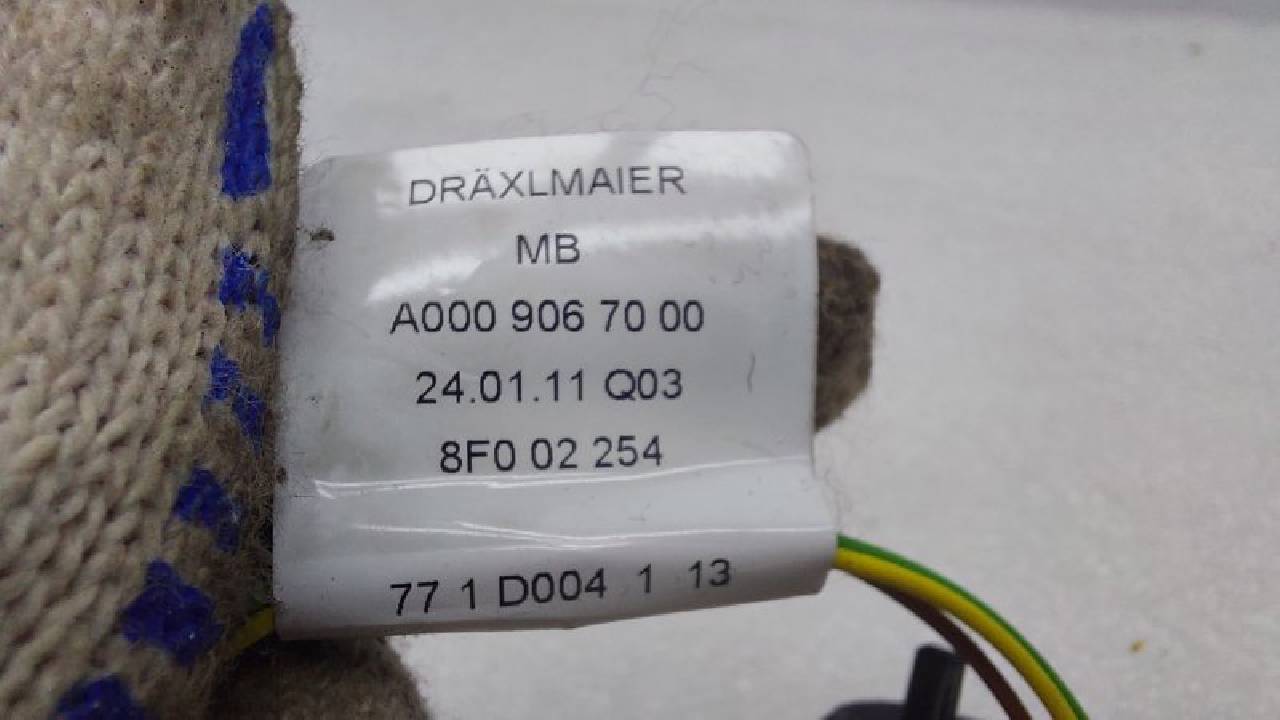 DRÄXLMAIER
MB
A000 906 70 00
24.01.11 Q03
8F0 02 254
77 1 D004 1 13